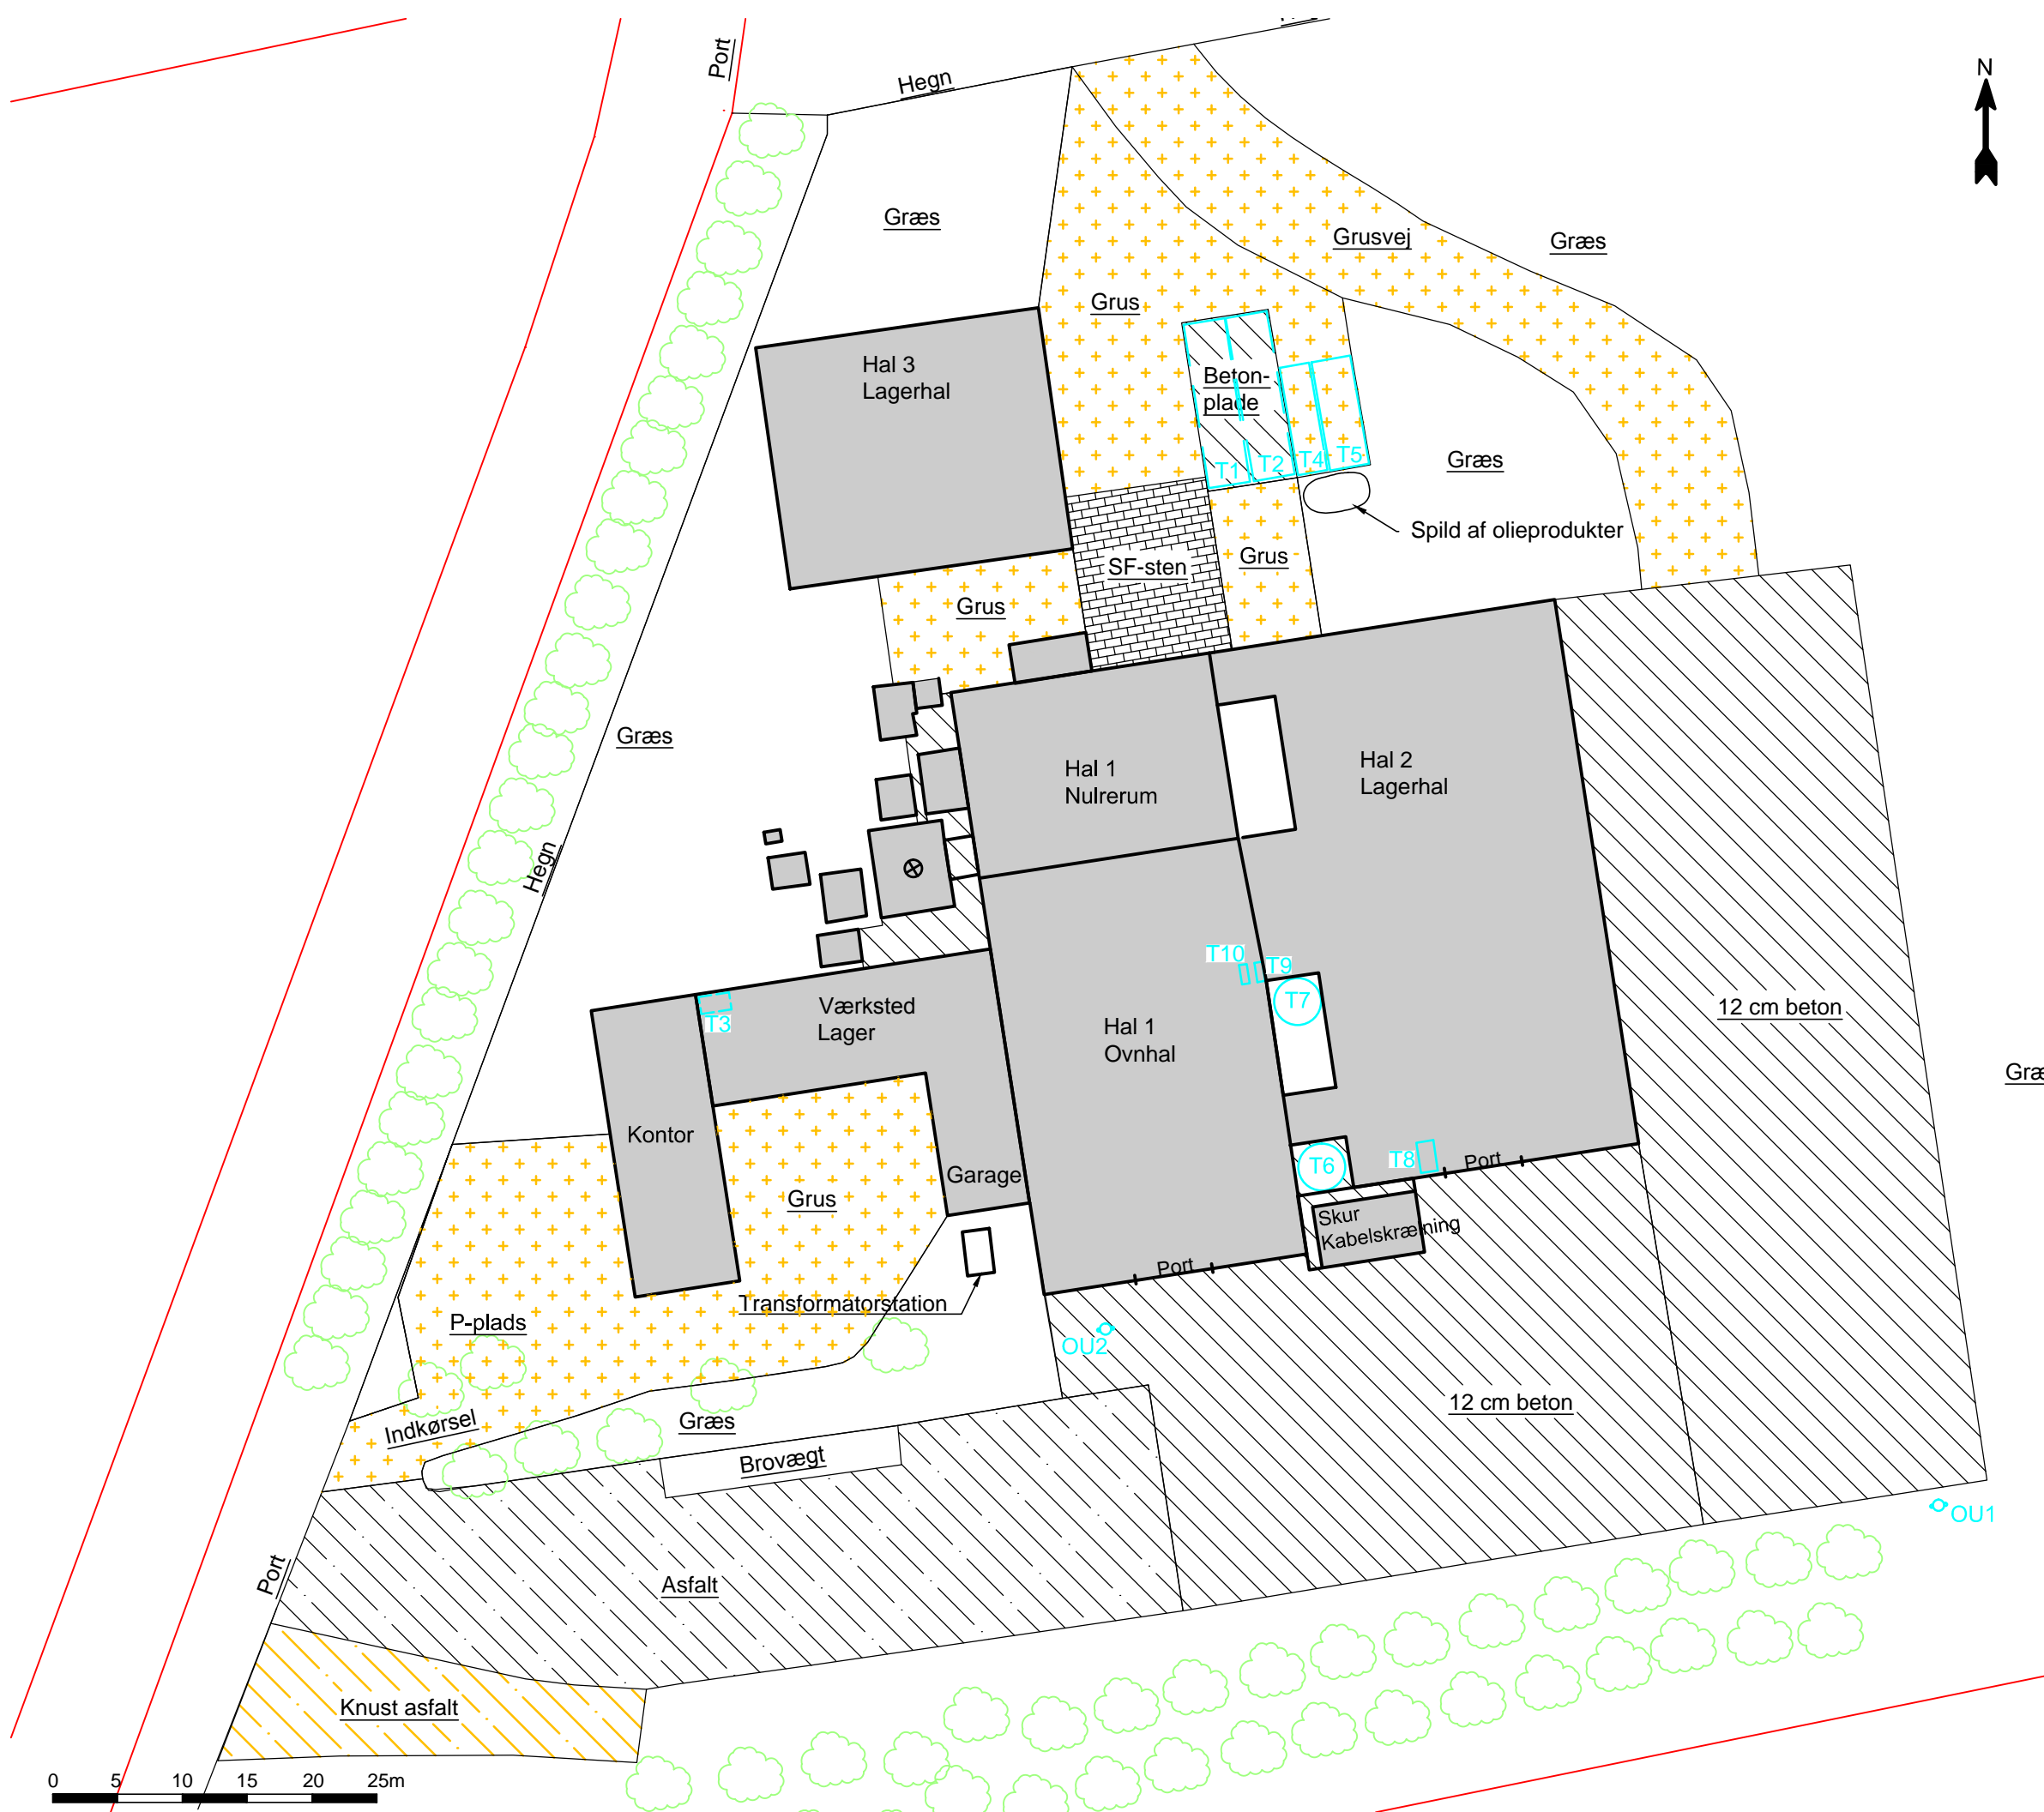 Port
Hegn
N
Græs
Grusvej
Græs
Grus
Hal 3
Lagerhal
Beton-
plade
T1
T2
T4
T5
Græs
Spild af olieprodukter
SF-sten
Grus
Grus
Græs
Hal 1
Nulrerum
Hal 2
Lagerhal
Hegn
T10
T9
T7
Værksted
Lager
T3
12 cm beton
Hal 1
Ovnhal
Kontor
Garage
T6
T8
Port
Grus
Skur
Kabelskrælning
Port
Transformatorstation
P-plads
OU2
Indkørsel
Græs
12 cm beton
Brovægt
OU1
Port
Asfalt
Knust asfalt
0 5 10 15 20 25m